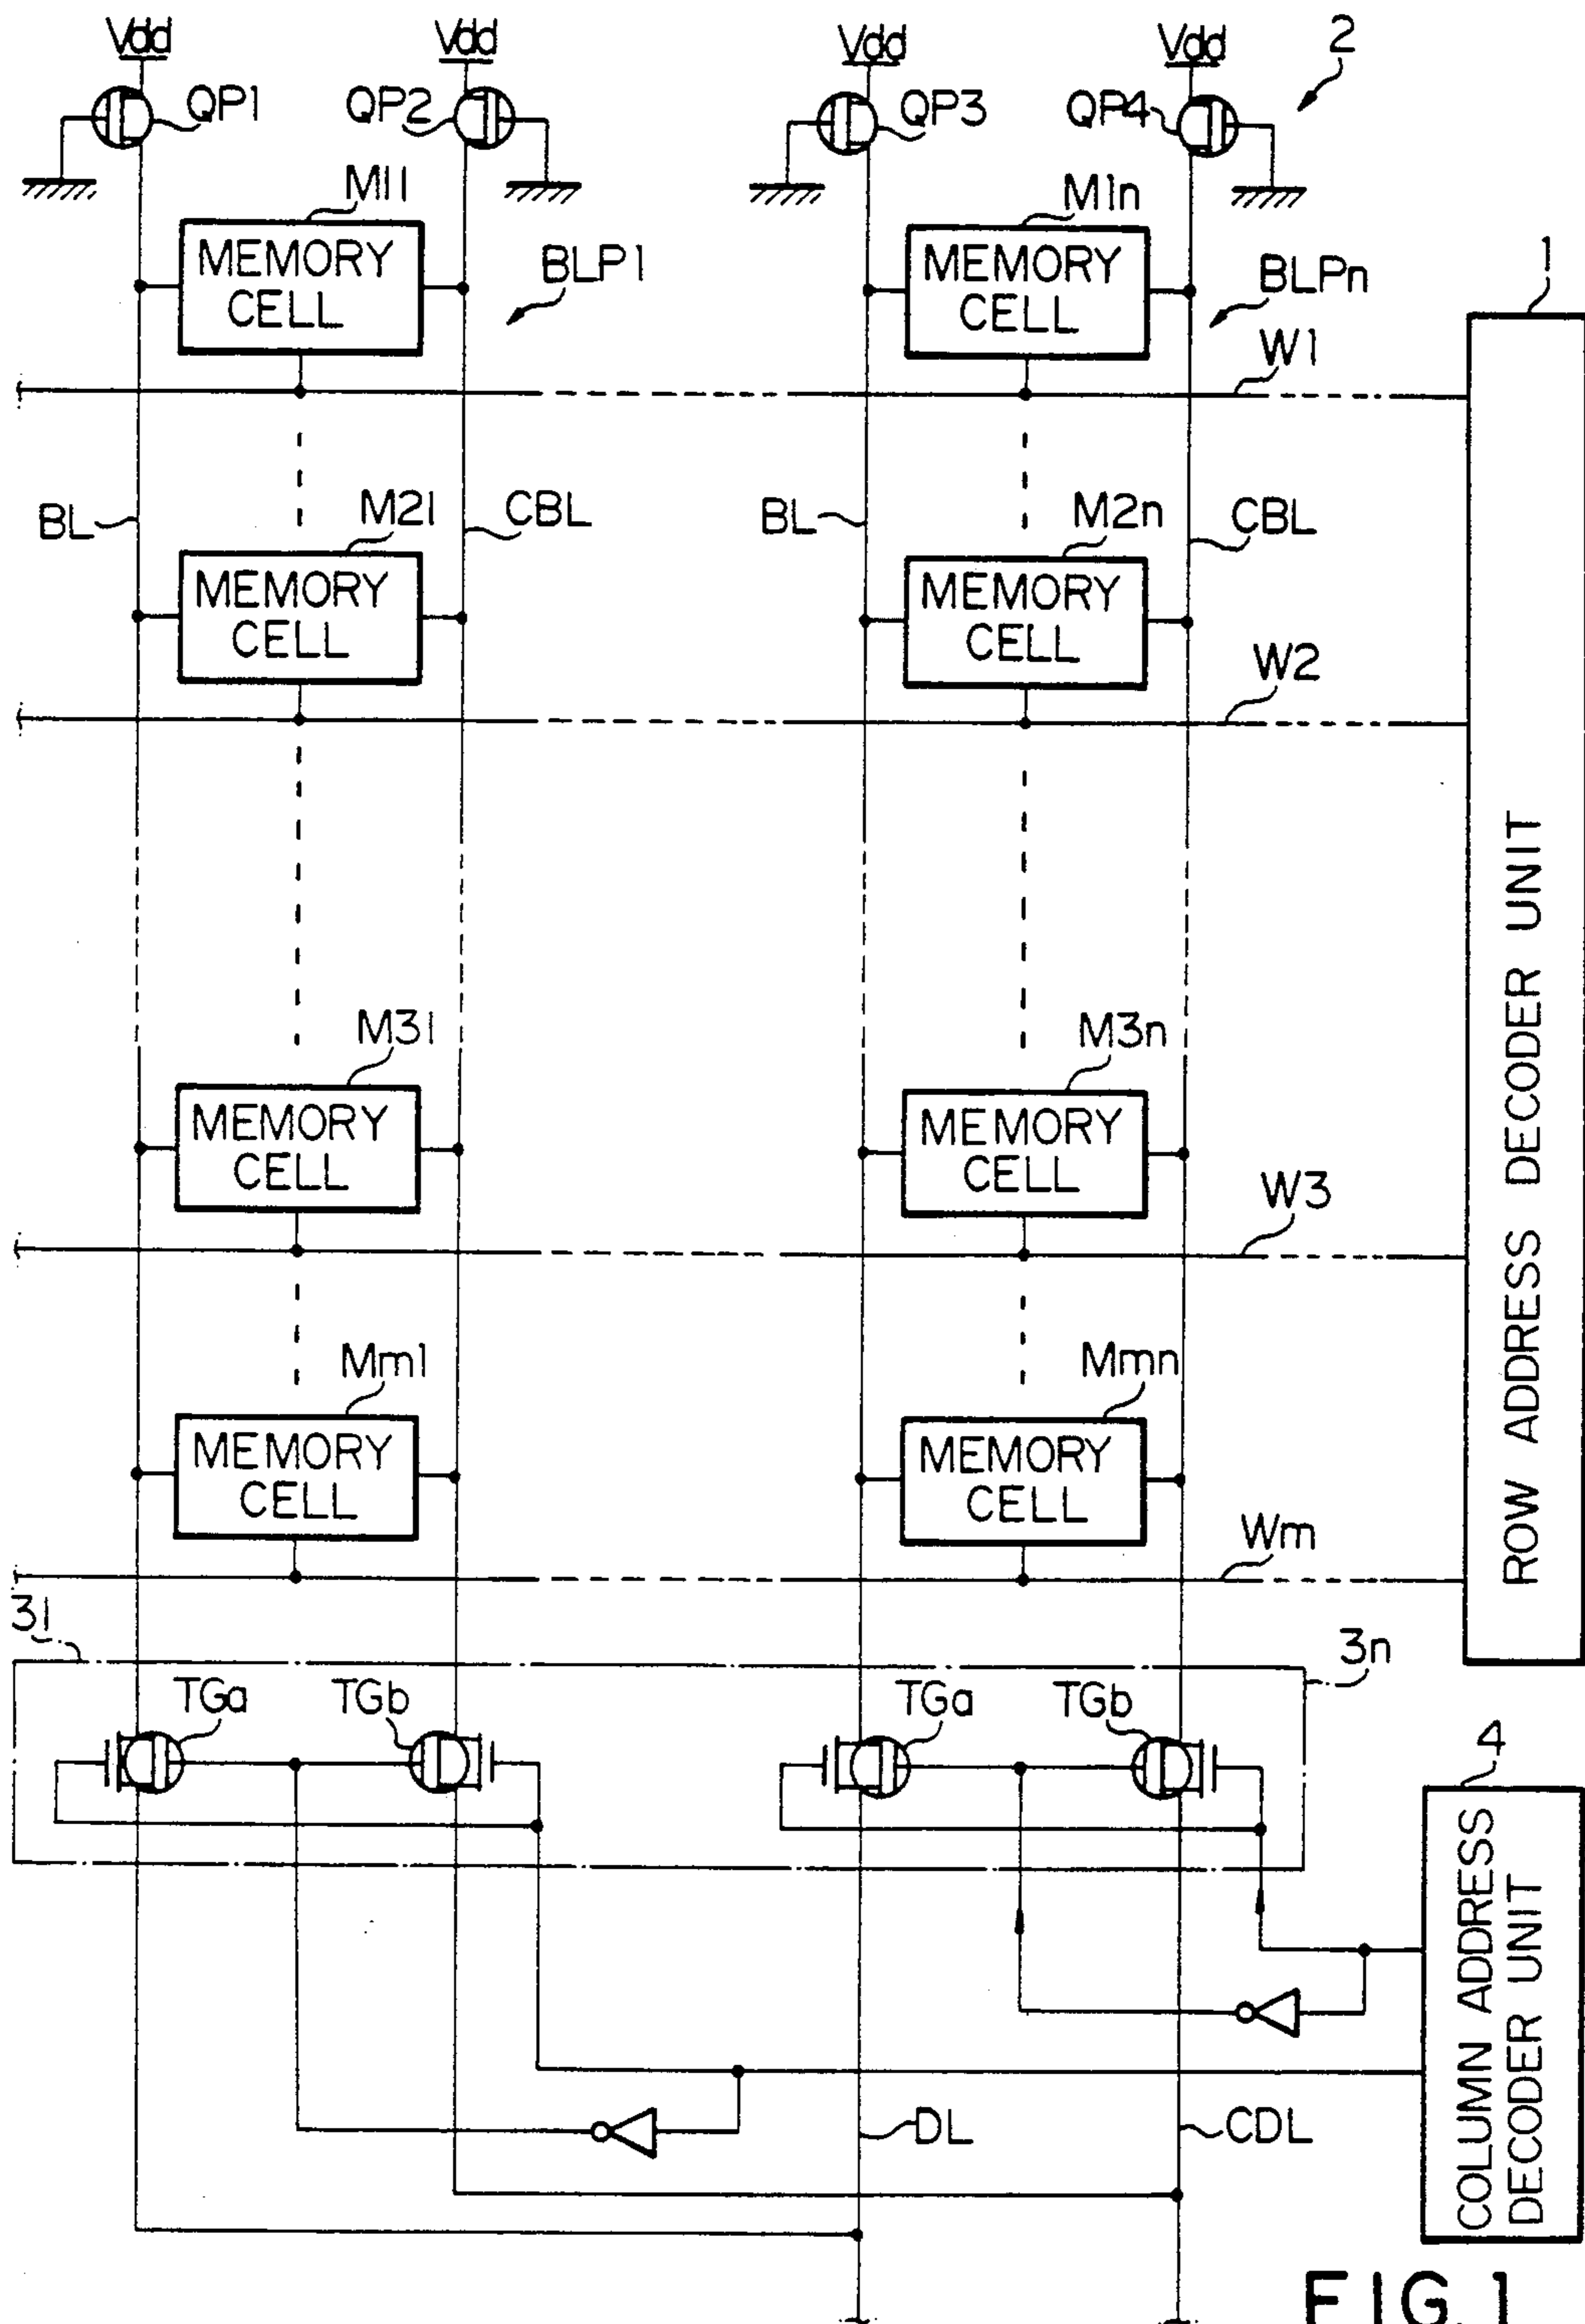 Vdd Vdd Vdd Vdd 2
QP1 QP2 QP3 QP4
M11 M1n
MEMORY CELL
MEMORY CELL
BLP1 BLPn
1
W1
BL M21 CBL BL M2n CBL
MEMORY CELL
MEMORY CELL
W2
ROW ADDRESS DECODER UNIT
M31 M3n
MEMORY CELL
MEMORY CELL
W3
Mm1 Mmn
MEMORY CELL
MEMORY CELL
Wm
31 3n
TGa TGb TGa TGb
4
COLUMN ADDRESS
DECODER UNIT
DL CDL
FIG. 1